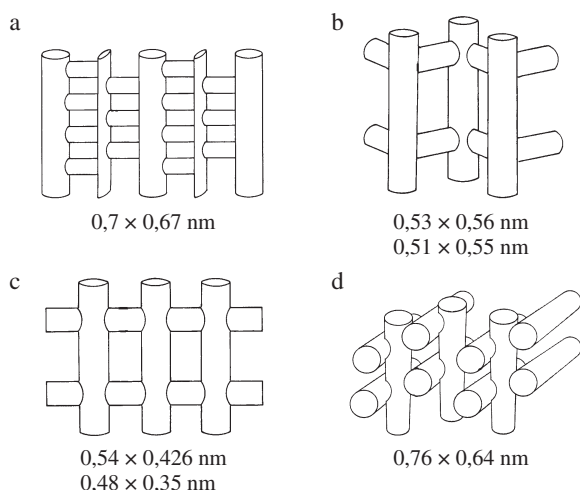 a
b
0,7 × 0,67 nm
0,53 × 0,56 nm
0,51 × 0,55 nm
c
d
0,54 × 0,426 nm
0,48 × 0,35 nm
0,76 × 0,64 nm